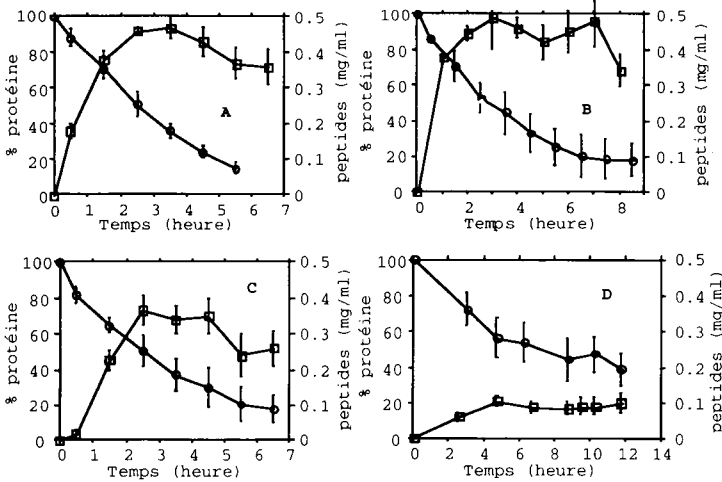 100
80
60
40
20
0
% protéine
0 1 2 3 4 5 6 7
Temps (heure)
0.5
0.4
0.3
0.2
0.1
0
peptides (mg/ml)
A
100
80
60
40
20
0
% protéine
0 2 4 6 8
Temps (heure)
0.5
0.4
0.3
0.2
0.1
0
peptides (mg/ml)
B
100
80
60
40
20
0
% protéine
0 1 2 3 4 5 6 7
Temps (heure)
0.5
0.4
0.3
0.2
0.1
0
peptides (mg/ml)
C
100
80
60
40
20
0
% protéine
0 2 4 6 8 10 12 14
Temps (heure)
0.5
0.4
0.3
0.2
0.1
0
peptides (mg/ml)
D